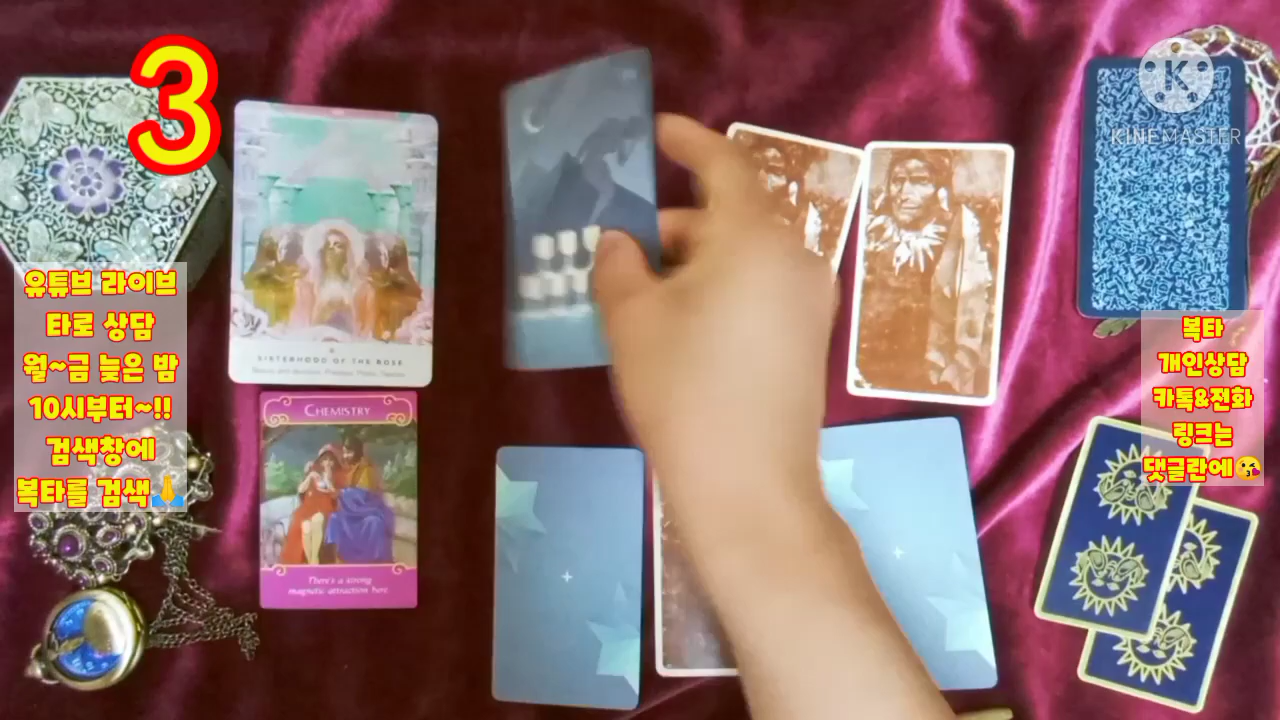 3
유튜브 라이브
타로 상담
월~금 늦은 밤
10시부터~!!
검색창에
복타를 검색🙏
SISTERHOOD OF THE ROSE
CHEMISTRY
There's a strong
magnetic attraction here
K
KINEMASTER
복타
개인상담
카톡&전화
링크는
댓글란에😘